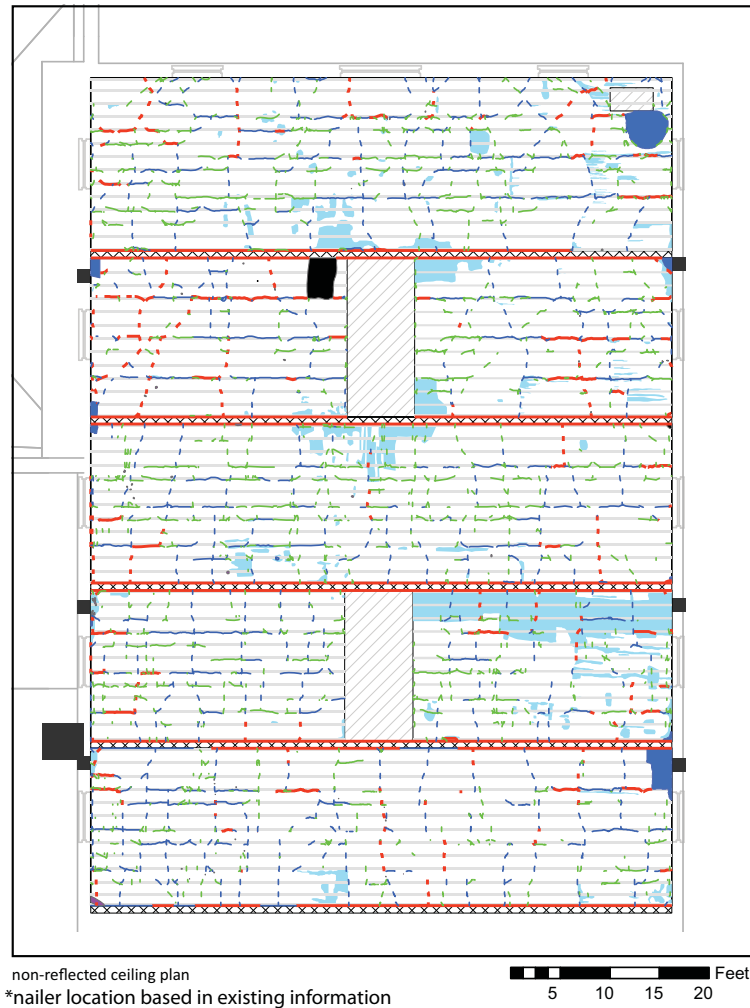 non-reflected ceiling plan
*nailer location based in existing information
Feet
5 10 15 20